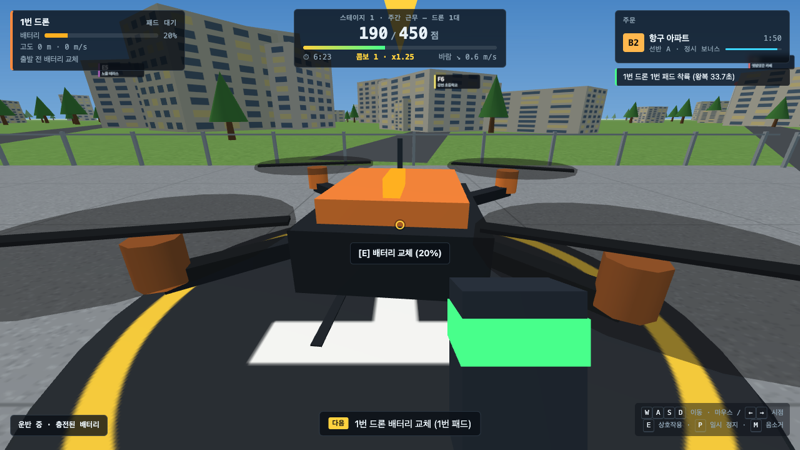 1번 드론 패드 대기
배터리 20%
고도 0 m · 0 m/s
출발 전 배터리 교체
스테이지 1 · 주간 근무 — 드론 1대
190 / 450점
6:23 콤보 1 · x1.25 바람 ↘ 0.6 m/s
주문
B2 항구 아파트 1:50
선반 A · 정시 보너스
1번 드론 1번 패드 착륙 (왕복 33.7초)
F6
[E] 배터리 교체 (20%)
운반 중 · 충전된 배터리
다음 1번 드론 배터리 교체 (1번 패드)
W A S D 이동 · 마우스 / ← → 시점
E 상호작용 · P 일시 정지 · M 음소거